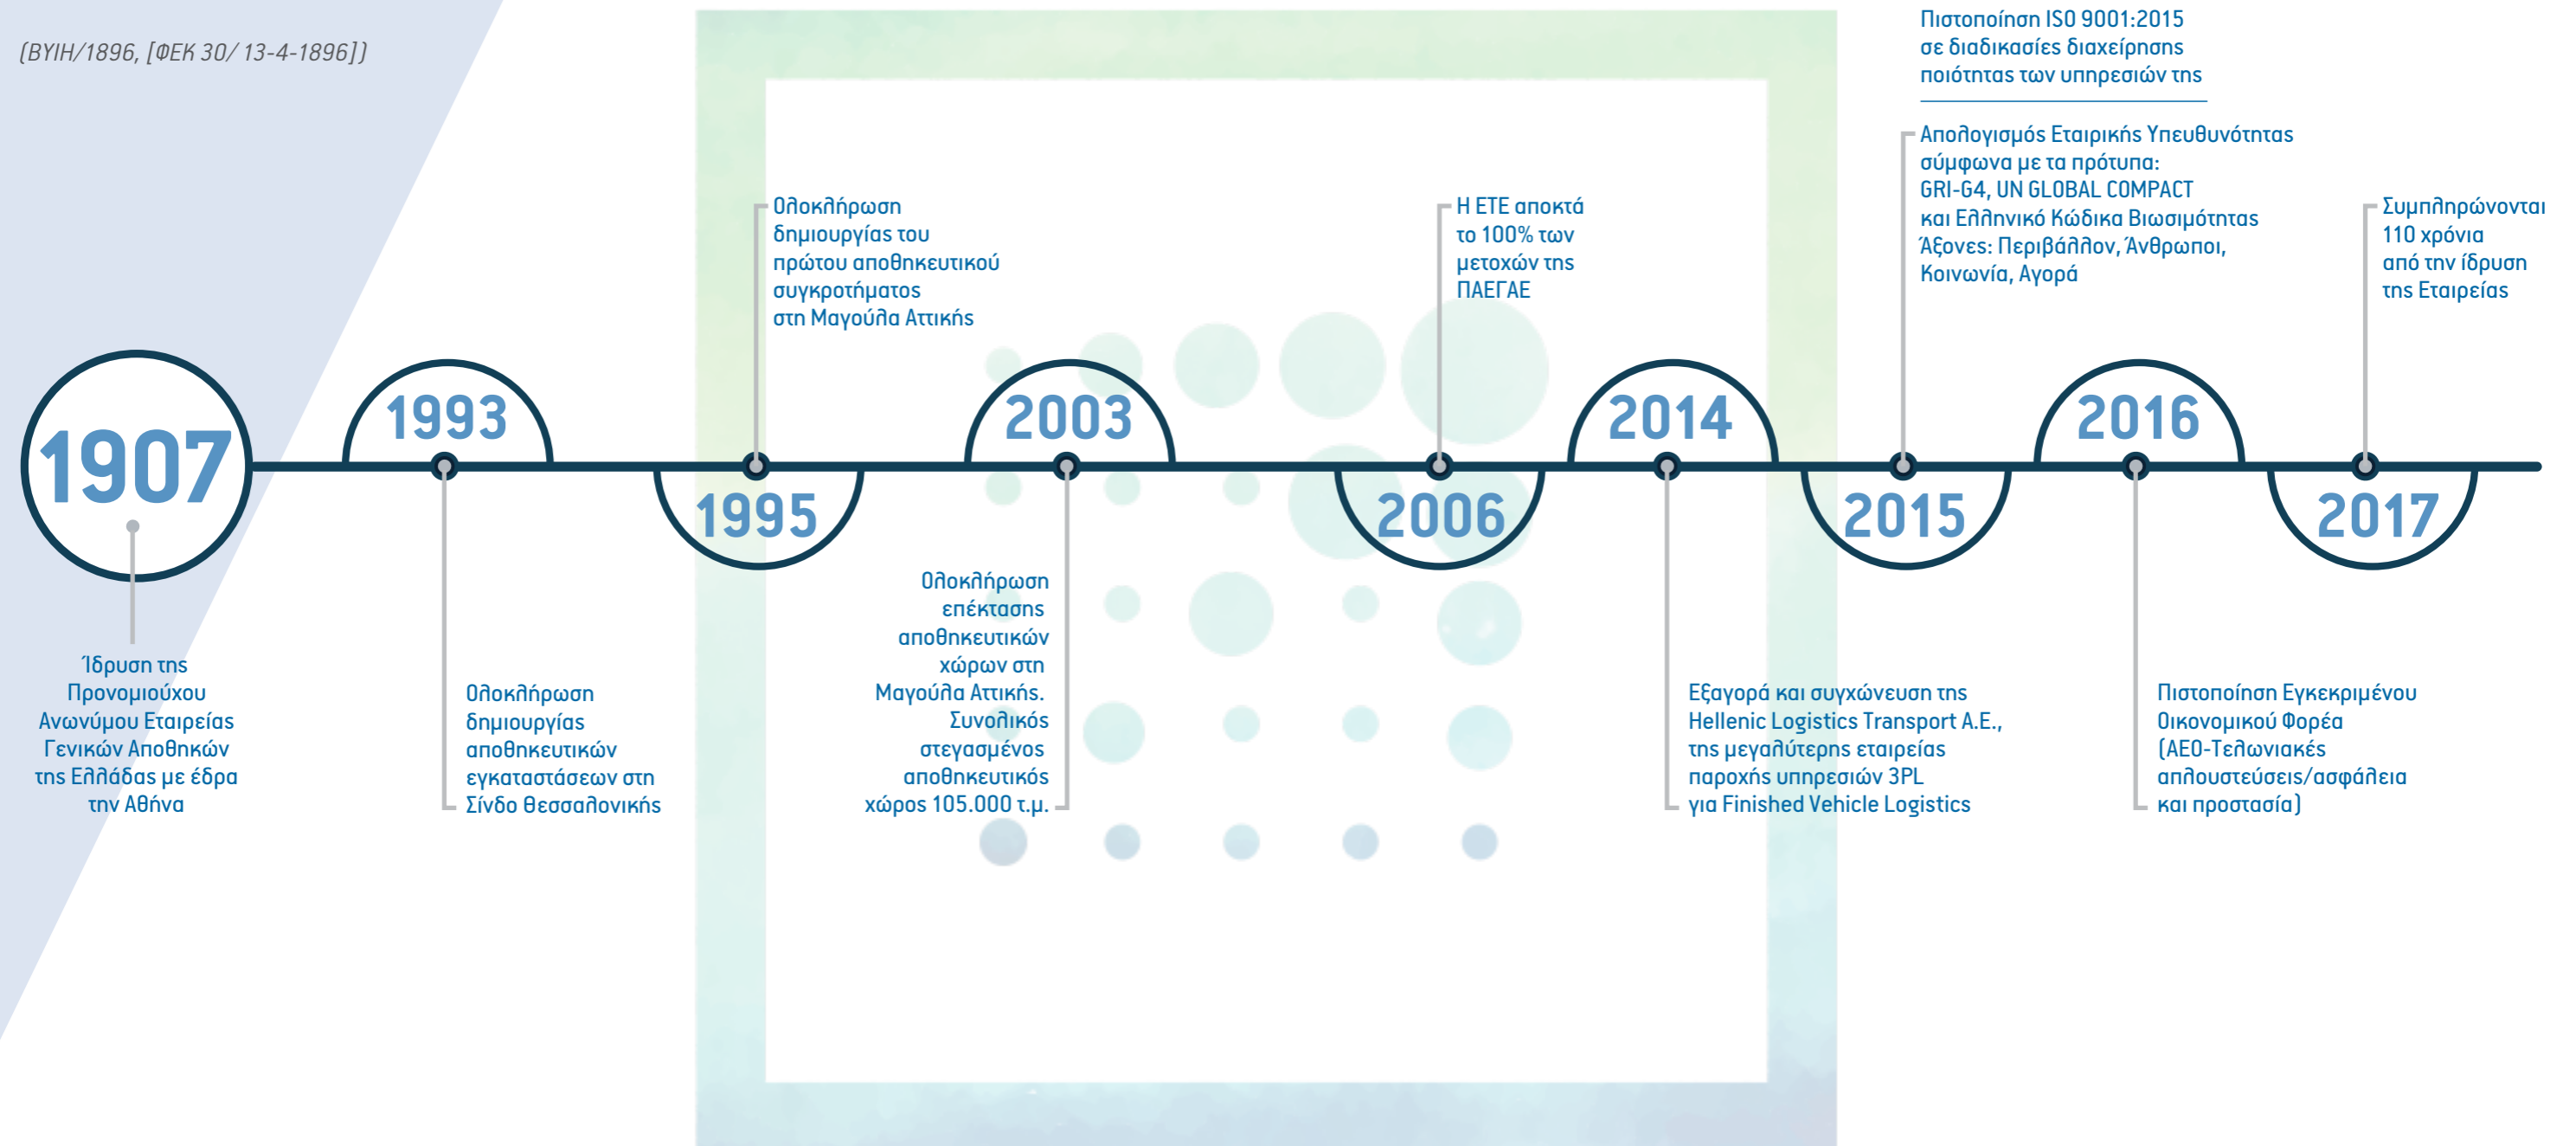 (ΒΥΙΗ/1896, [ΦΕΚ 30/ 13-4-1896])
1907
Ίδρυση της
Προνομιούχου
Ανωνύμου Εταιρείας
Γενικών Αποθηκών
της Ελλάδας με έδρα
την Αθήνα
1993
Ολοκλήρωση
δημιουργίας
αποθηκευτικών
εγκαταστάσεων στη
Σίνδο Θεσσαλονικής
Ολοκλήρωση
δημιουργίας του
πρώτου αποθηκευτικού
συγκροτήματος
στη Μαγούλα Αττικής
1995
2003
Ολοκλήρωση
επέκτασης
αποθηκευτικών
χώρων στη
Μαγούλα Αττικής.
Συνολικός
στεγασμένος
αποθηκευτικός
χώρος 105.000 τ.μ.
Η ΕΤΕ αποκτά
το 100% των
μετοχών της
ΠΑΕΓΑΕ
2006
2014
Εξαγορά και συγχώνευση της
Hellenic Logistics Transport Α.Ε.,
της μεγαλύτερης εταιρείας
παροχής υπηρεσιών 3PL
για Finished Vehicle Logistics
Πιστοποίηση ISO 9001:2015
σε διαδικασίες διαχείρησης
ποιότητας των υπηρεσιών της
Απολογισμός Εταιρικής Υπευθυνότητας
σύμφωνα με τα πρότυπα:
GRI-G4, UN GLOBAL COMPACT
και Ελληνικό Κώδικα Βιωσιμότητας
Άξονες: Περιβάλλον, Άνθρωποι,
Κοινωνία, Αγορά
2015
2016
Πιστοποίηση Εγκεκριμένου
Οικονομικού Φορέα
(ΑΕΟ-Τελωνιακές
απλουστεύσεις/ασφάλεια
και προστασία)
Συμπληρώνονται
110 χρόνια
από την ίδρυση
της Εταιρείας
2017